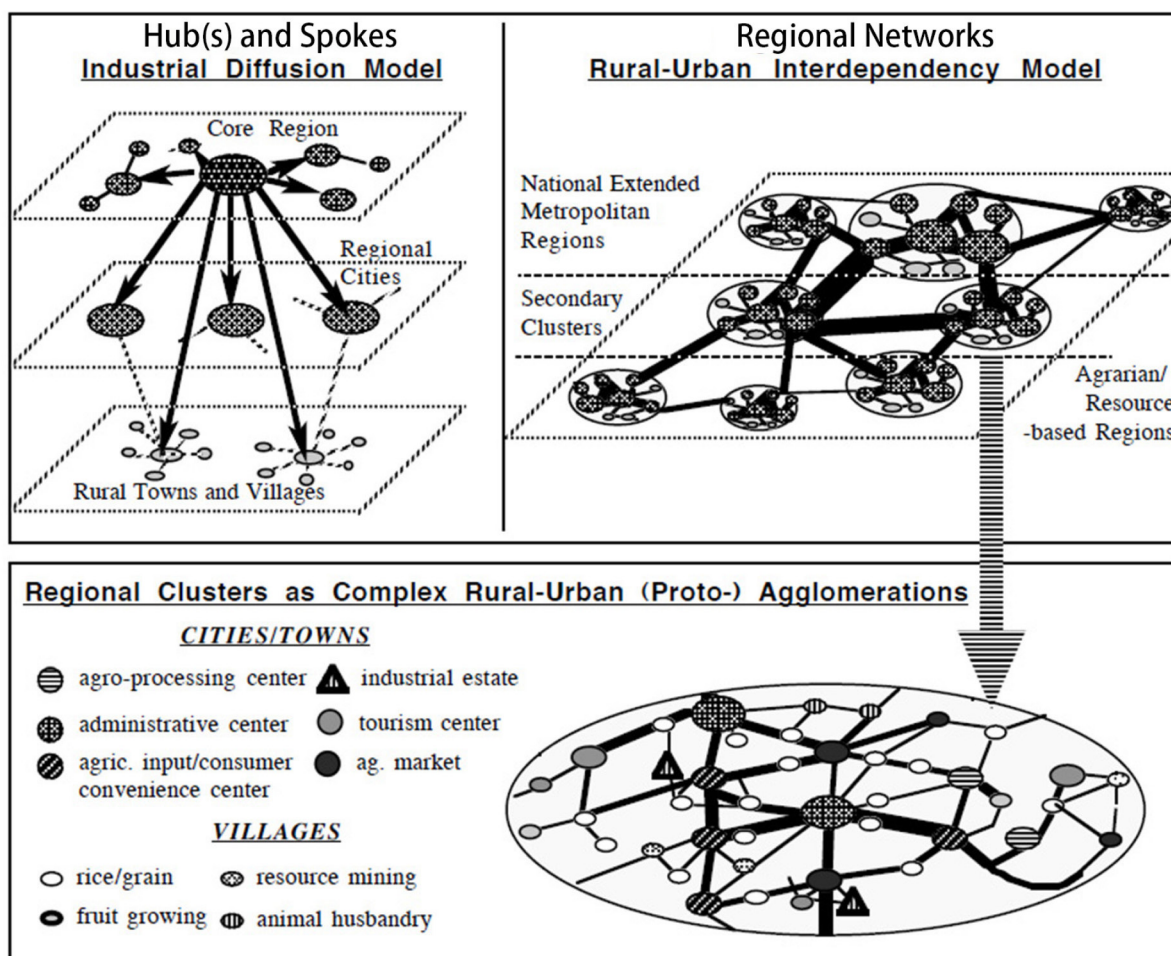 Hub(s) and Spokes
Industrial Diffusion Model
Core Region
Regional
Cities
Rural Towns and Villages
Regional Networks
Rural-Urban Interdependency Model
National Extended
Metropolitan
Regions
Secondary
Clusters
Agrarian/
Resource
-based Regions
Regional Clusters as Complex Rural-Urban (Proto-) Agglomerations
CITIES/TOWNS
agro-processing center
industrial estate
administrative center
tourism center
agric. input/consumer
convenience center
ag. market
VILLAGES
rice/grain
resource mining
fruit growing
animal husbandry